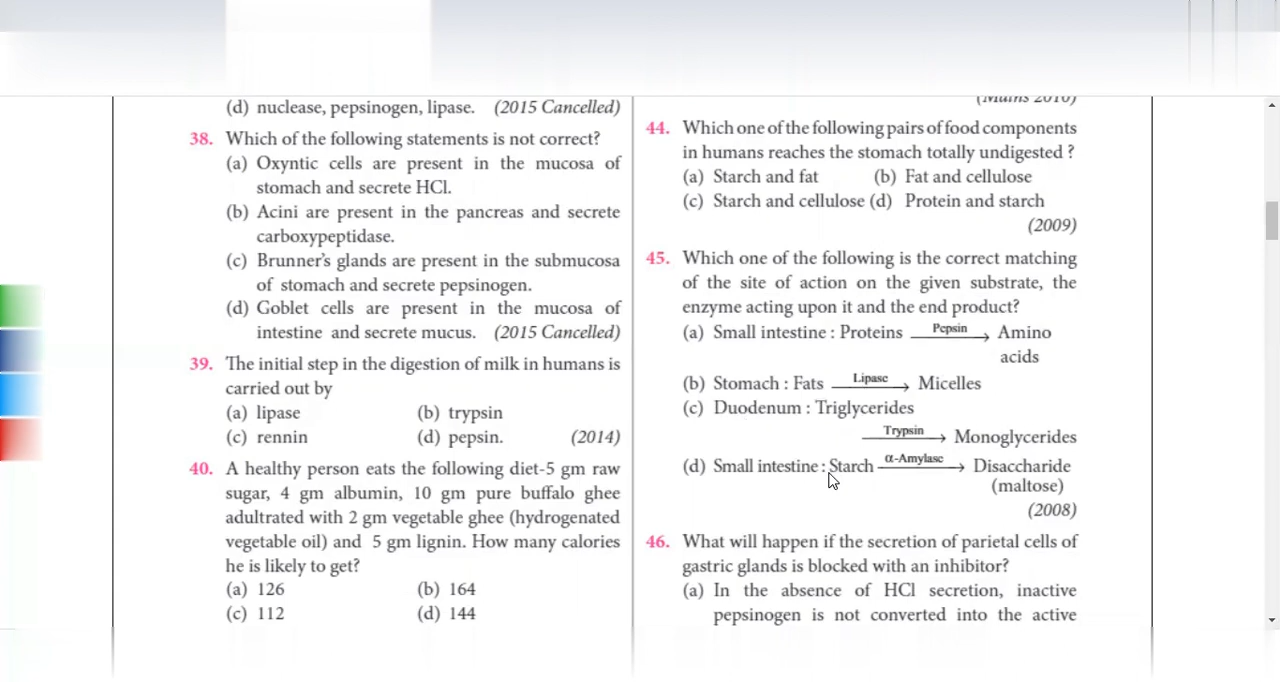 (d) nuclease, pepsinogen, lipase. (2015 Cancelled)
38. Which of the following statements is not correct?
(a) Oxyntic cells are present in the mucosa of
stomach and secrete HCl.
(b) Acini are present in the pancreas and secrete
carboxypeptidase.
(c) Brunner's glands are present in the submucosa
of stomach and secrete pepsinogen.
(d) Goblet cells are present in the mucosa of
intestine and secrete mucus. (2015 Cancelled)
39. The initial step in the digestion of milk in humans is
carried out by
(a) lipase (b) trypsin
(c) rennin (d) pepsin. (2014)
40. A healthy person eats the following diet-5 gm raw
sugar, 4 gm albumin, 10 gm pure buffalo ghee
adultrated with 2 gm vegetable ghee (hydrogenated
vegetable oil) and 5 gm lignin. How many calories
he is likely to get?
(a) 126 (b) 164
(c) 112 (d) 144
(Mains 2010)
44. Which one of the following pairs of food components
in humans reaches the stomach totally undigested ?
(a) Starch and fat (b) Fat and cellulose
(c) Starch and cellulose (d) Protein and starch
(2009)
45. Which one of the following is the correct matching
of the site of action on the given substrate, the
enzyme acting upon it and the end product?
(a) Small intestine : Proteins Pepsin → Amino
acids
(b) Stomach : Fats Lipase → Micelles
(c) Duodenum : Triglycerides
Trypsin → Monoglycerides
(d) Small intestine : Starch α-Amylase → Disaccharide
(maltose)
(2008)
46. What will happen if the secretion of parietal cells of
gastric glands is blocked with an inhibitor?
(a) In the absence of HCl secretion, inactive
pepsinogen is not converted into the active